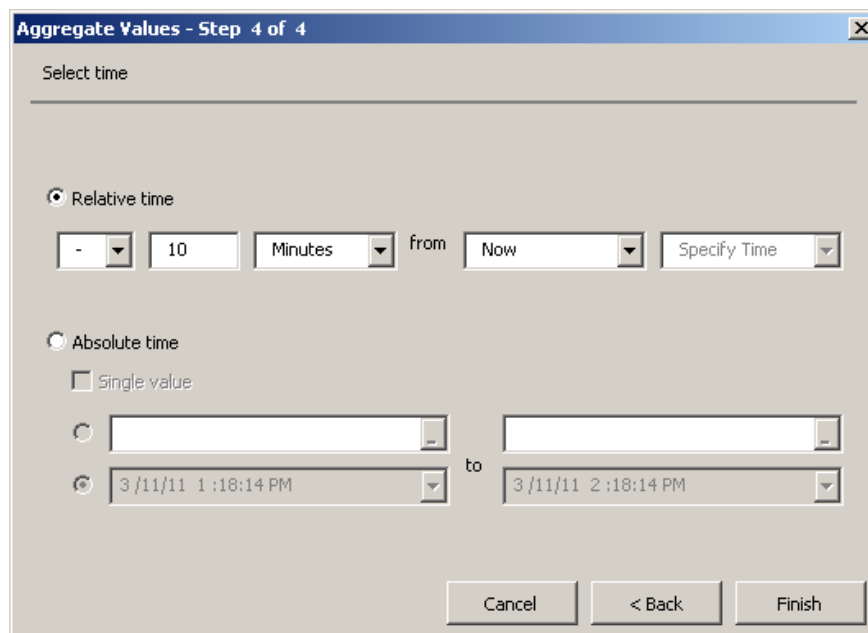 Aggregate Values - Step 4 of 4
Select time
Relative time
- 10 Minutes from Now Specify Time
Absolute time
Single value
to
3 /11/11 1 :18:14 PM 3 /11/11 2 :18:14 PM
Cancel < Back Finish